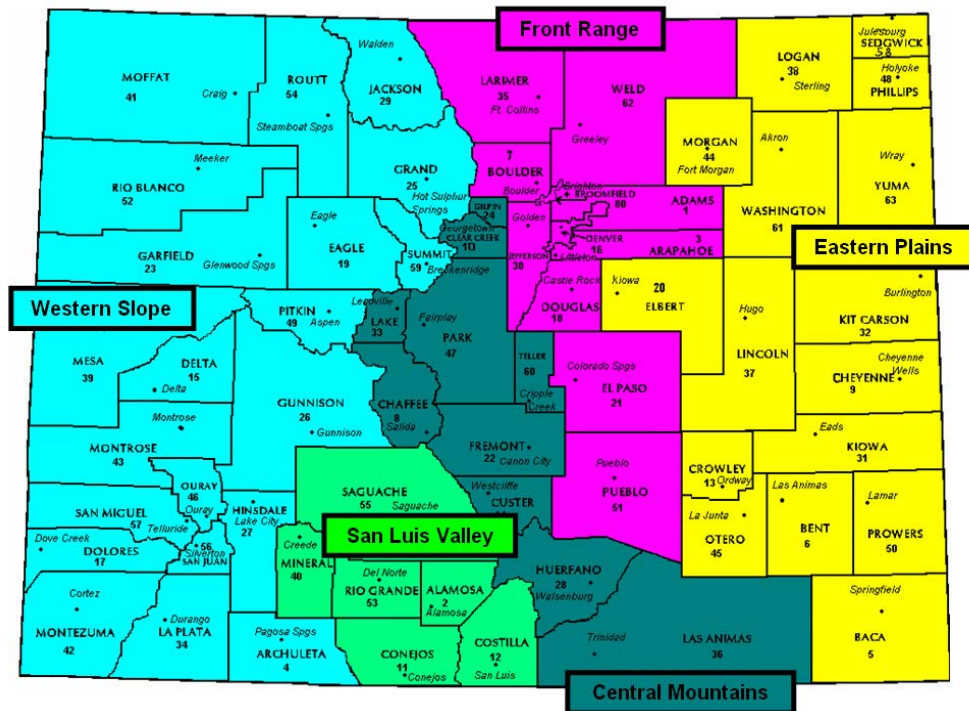 Front Range
Julesburg
SEDGWICK
58
LOGAN
38
Sterling
Holyoke
48
PHILLIPS
Walden
JACKSON
29
LARIMER
35
Ft. Collins
WELD
62
Greeley
MOFFAT
41
Craig
ROUTT
54
Steamboat Spgs
MORGAN
44
Fort Morgan
Akron
WASHINGTON
61
Wray
YUMA
63
Meeker
RIO BLANCO
52
GRAND
25
Hot Sulphur
Springs
7
BOULDER
Boulder
Brighton
BROOMFIELD
80
ADAMS
1
GILPIN
24
Georgetown
CLEAR CREEK
10
Golden
JEFFERSON
30
DENVER
16
Littleton
3
ARAPAHOE
Eagle
EAGLE
19
SUMMIT
59
Breckenridge
GARFIELD
23
Glenwood Spgs
Eastern Plains
Western Slope
PITKIN
49
Aspen
Leadville
LAKE
33
Fairplay
PARK
47
Castle Rock
DOUGLAS
18
Kiowa
20
ELBERT
Hugo
LINCOLN
37
Burlington
KIT CARSON
32
MESA
39
DELTA
15
Delta
GUNNISON
26
Gunnison
CHAFFEE
8
Salida
TELLER
60
Cripple
Creek
Colorado Spgs
EL PASO
21
Cheyenne
Wells
CHEYENNE
9
Montrose
MONTROSE
43
FREMONT
22
Canon City
Eads
KIOWA
31
OURAY
46
Ouray
SAN MIGUEL
57
Telluride
HINSDALE
Lake City
27
SAGUACHE
55
Saguache
Westcliffe
CUSTER
Pueblo
PUEBLO
51
CROWLEY
13
Ordway
La Junta
OTERO
45
Las Animas
BENT
6
Lamar
PROWERS
50
San Luis Valley
Dove Creek
DOLORES
17
56
Silverton
SAN JUAN
Creede
MINERAL
40
Del Norte
RIO GRANDE
53
ALAMOSA
2
Alamosa
HUERFANO
28
Walsenburg
Cortez
MONTEZUMA
42
Durango
LA PLATA
34
Pagosa Spgs
ARCHULETA
4
CONEJOS
11
Conejos
COSTILLA
12
San Luis
Trinidad
LAS ANIMAS
36
Springfield
BACA
5
Central Mountains